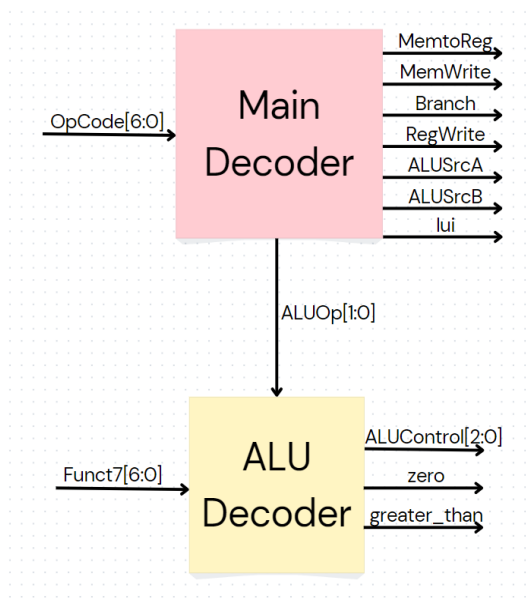 MemtoReg
MemWrite
Branch
RegWrite
ALUSrcA
ALUSrcB
lui
OpCode[6:0]
Main
Decoder
ALUOp[1:0]
ALUControl[2:0]
zero
greater_than
Funct7[6:0]
ALU
Decoder